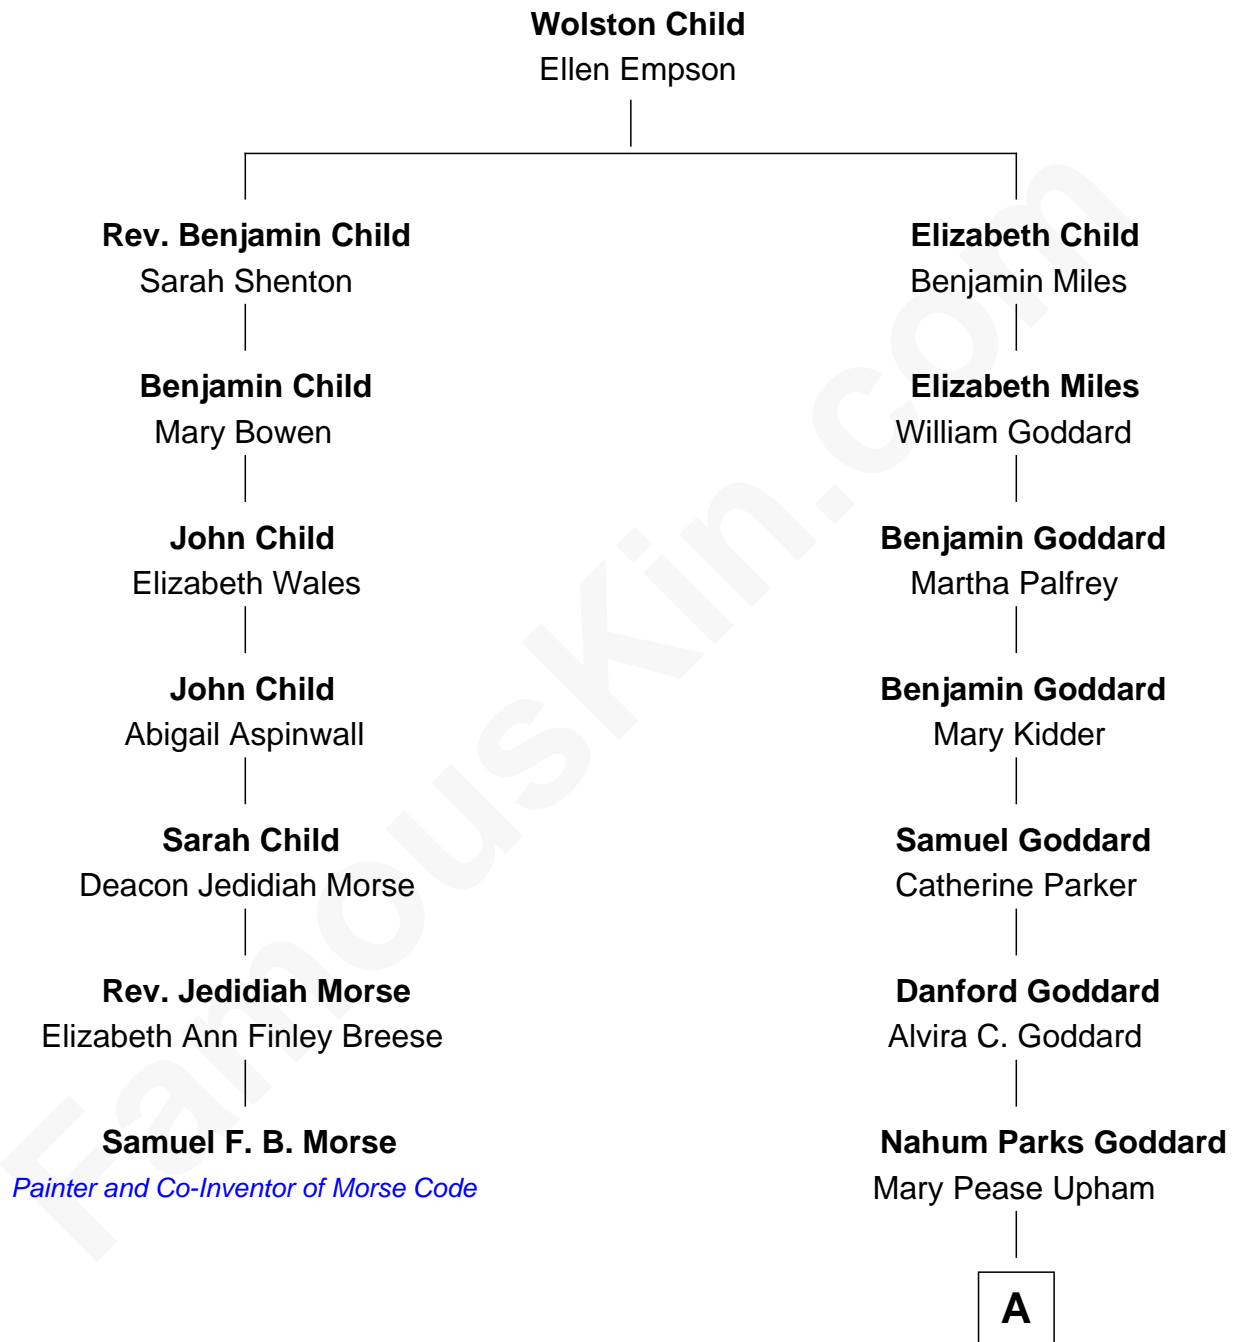 Wolston Child
Ellen Empson
Rev. Benjamin Child
Sarah Shenton
Elizabeth Child
Benjamin Miles
Benjamin Child
Mary Bowen
Elizabeth Miles
William Goddard
John Child
Elizabeth Wales
Benjamin Goddard
Martha Palfrey
John Child
Abigail Aspinwall
Benjamin Goddard
Mary Kidder
Sarah Child
Deacon Jedidiah Morse
Samuel Goddard
Catherine Parker
Rev. Jedidiah Morse
Elizabeth Ann Finley Breese
Danford Goddard
Alvira C. Goddard
Samuel F. B. Morse
Painter and Co-Inventor of Morse Code
Nahum Parks Goddard
Mary Pease Upham
A
FamousKin.com